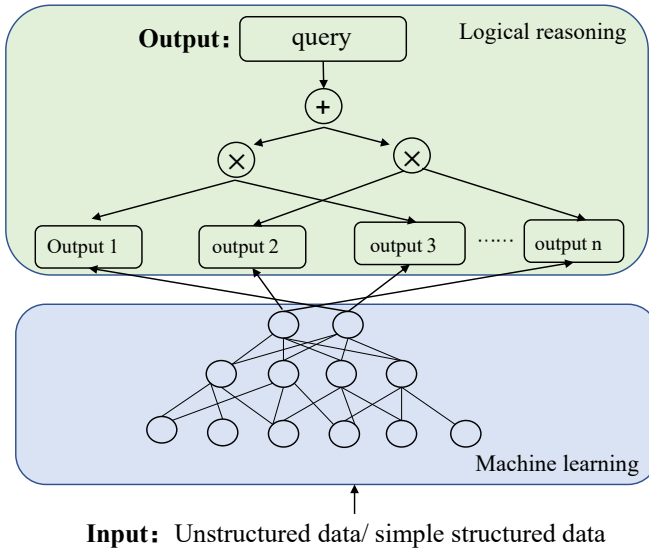 Output： query
Logical reasoning
+
× ×
Output 1 output 2 output 3 …… output n
Machine learning
Input：Unstructured data/ simple structured data